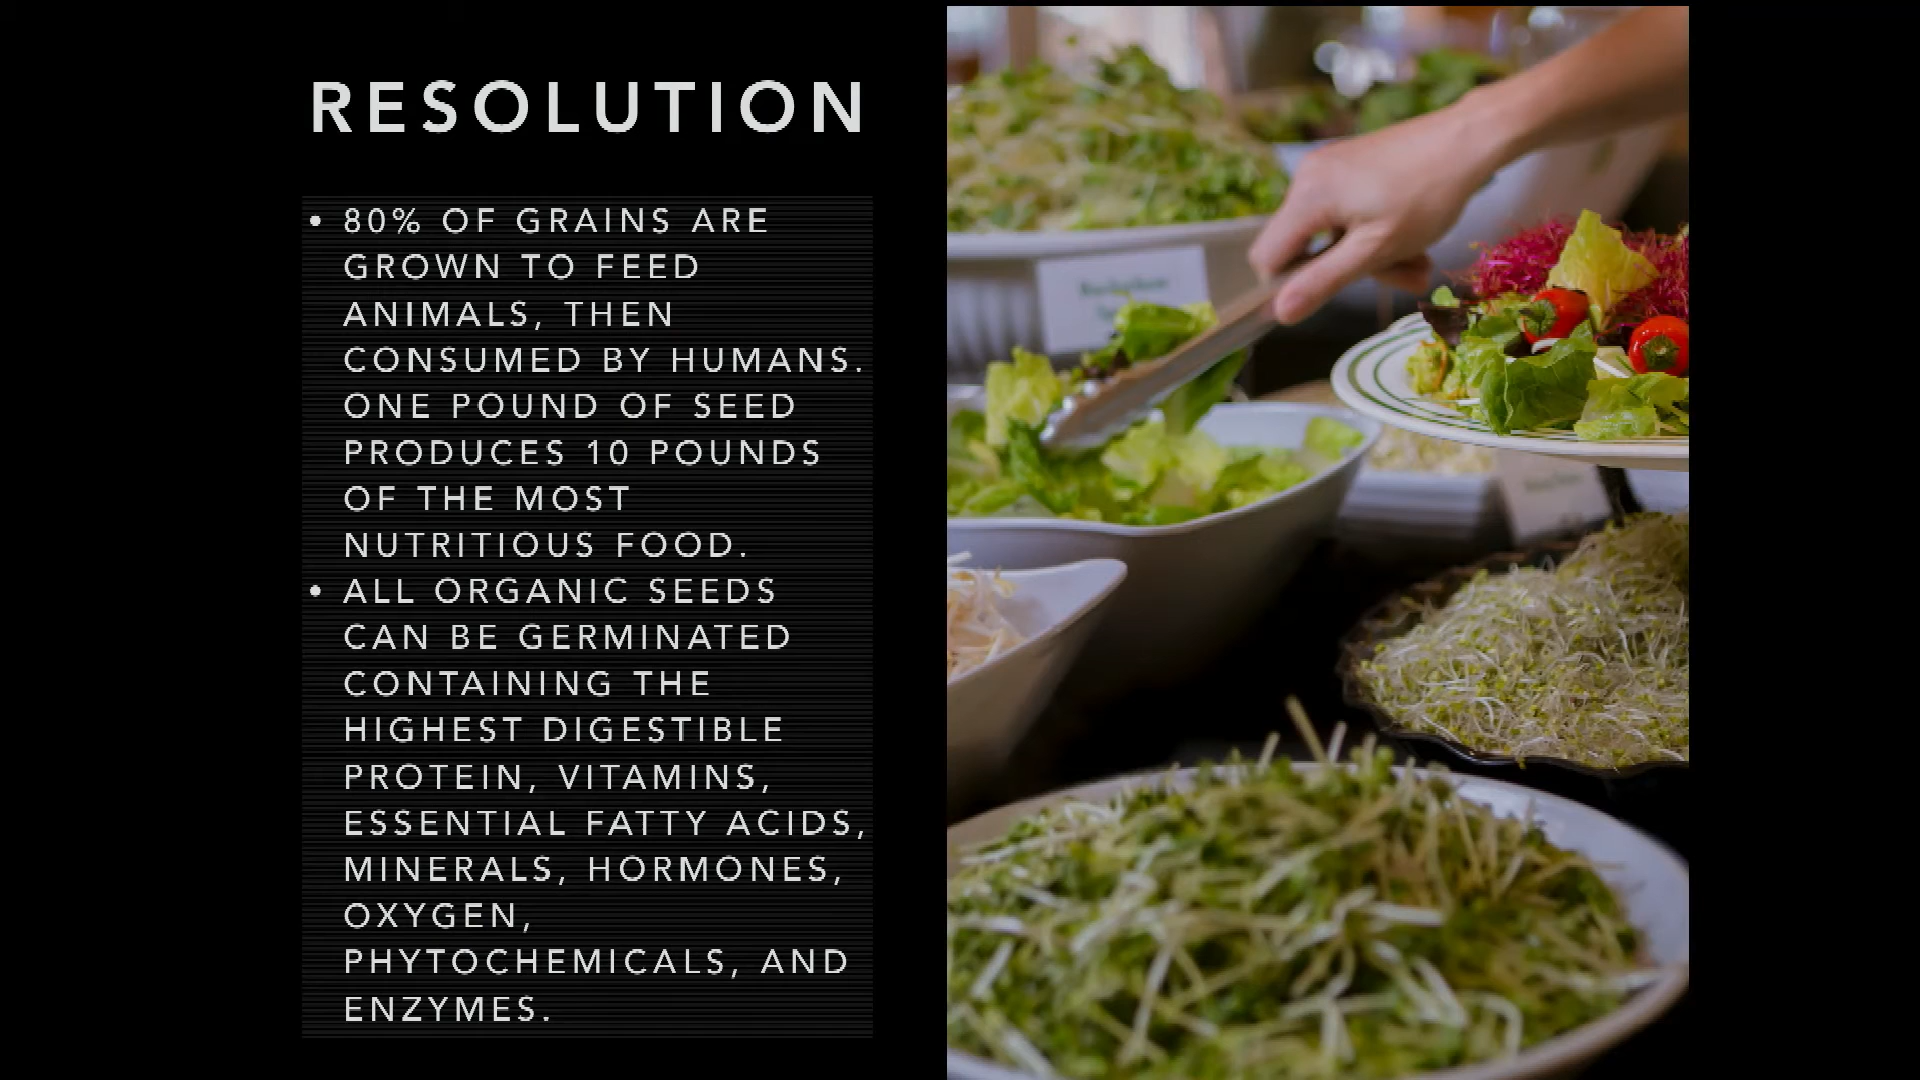 RESOLUTION
• 80% OF GRAINS ARE
GROWN TO FEED
ANIMALS, THEN
CONSUMED BY HUMANS.
ONE POUND OF SEED
PRODUCES 10 POUNDS
OF THE MOST
NUTRITIOUS FOOD.
• ALL ORGANIC SEEDS
CAN BE GERMINATED
CONTAINING THE
HIGHEST DIGESTIBLE
PROTEIN, VITAMINS,
ESSENTIAL FATTY ACIDS,
MINERALS, HORMONES,
OXYGEN,
PHYTOCHEMICALS, AND
ENZYMES.